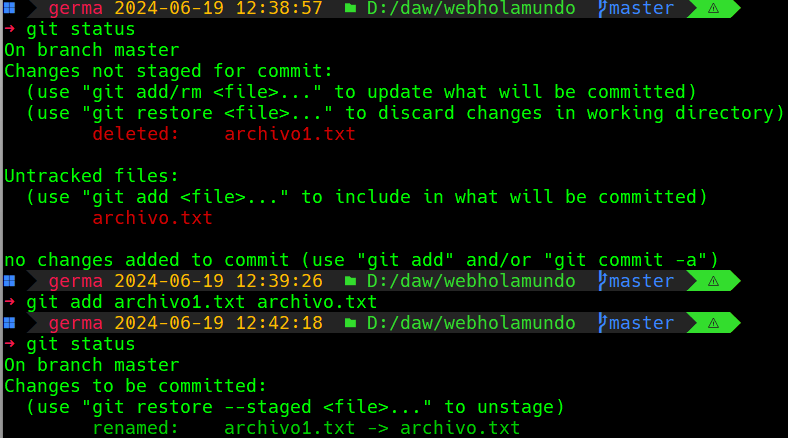 germa 2024-06-19 12:38:57 D:/daw/webholamundo master
→ git status
On branch master
Changes not staged for commit:
  (use "git add/rm <file>..." to update what will be committed)
  (use "git restore <file>..." to discard changes in working directory)
        deleted:    archivo1.txt

Untracked files:
  (use "git add <file>..." to include in what will be committed)
        archivo.txt

no changes added to commit (use "git add" and/or "git commit -a")
germa 2024-06-19 12:39:26 D:/daw/webholamundo master
→ git add archivo1.txt archivo.txt
germa 2024-06-19 12:42:18 D:/daw/webholamundo master
→ git status
On branch master
Changes to be committed:
  (use "git restore --staged <file>..." to unstage)
        renamed:    archivo1.txt -> archivo.txt